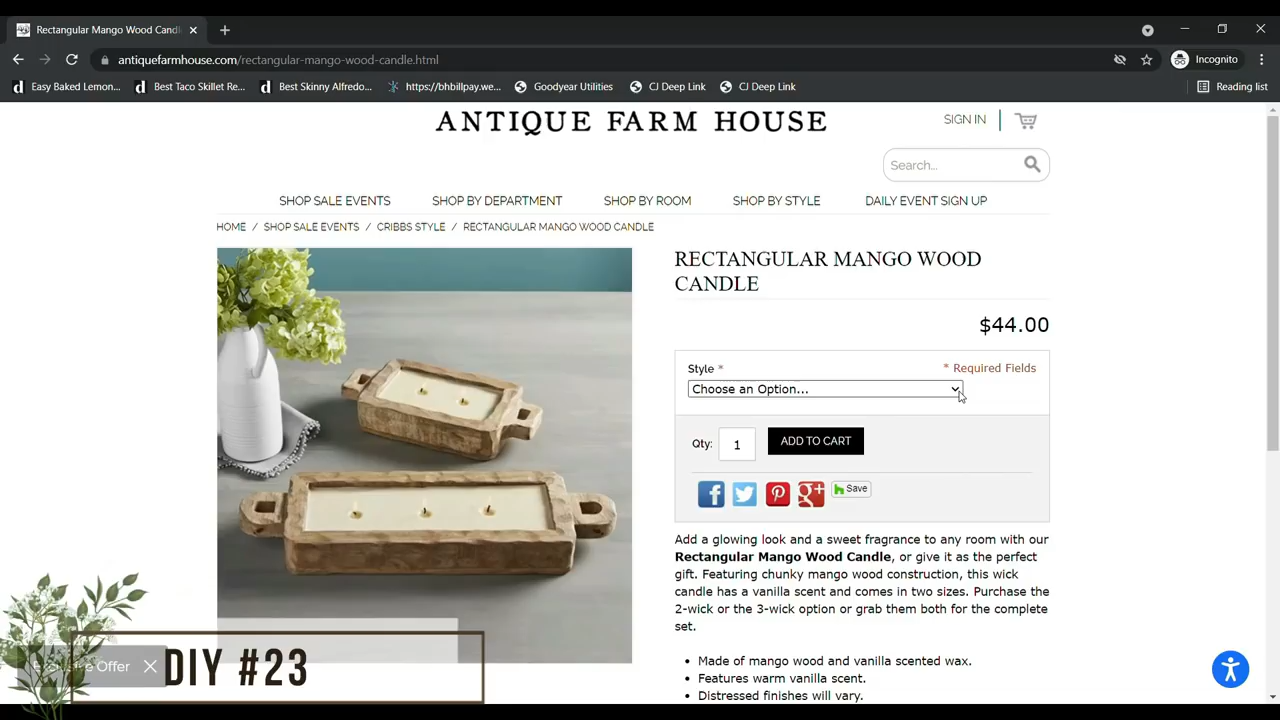 Rectangular Mango Wood Candl
antiquefarmhouse.com/rectangular-mango-wood-candle.html
Incognito
Easy Baked Lemon...
Best Taco Skillet Re...
Best Skinny Alfredo...
https://bhbillpay.we...
Goodyear Utilities
CJ Deep Link
CJ Deep Link
Reading list
ANTIQUE FARM HOUSE
SIGN IN
Search...
SHOP SALE EVENTS
SHOP BY DEPARTMENT
SHOP BY ROOM
SHOP BY STYLE
DAILY EVENT SIGN UP
HOME / SHOP SALE EVENTS / CRIBBS STYLE / RECTANGULAR MANGO WOOD CANDLE
RECTANGULAR MANGO WOOD
CANDLE
$44.00
Style *
* Required Fields
Choose an Option...
Qty:
1
ADD TO CART
Save
Add a glowing look and a sweet fragrance to any room with our
Rectangular Mango Wood Candle, or give it as the perfect
gift. Featuring chunky mango wood construction, this wick
candle has a vanilla scent and comes in two sizes. Purchase the
2-wick or the 3-wick option or grab them both for the complete
set.
• Made of mango wood and vanilla scented wax.
• Features warm vanilla scent.
• Distressed finishes will vary.
Offer
DIY #23